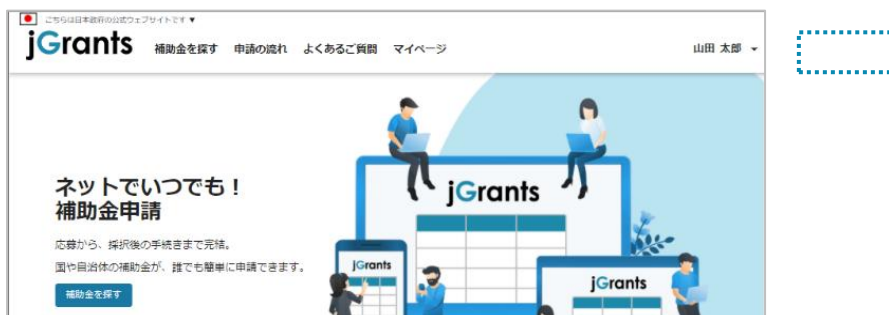 こちらは日本政府の公式ウェブサイトです ▼
jGrants 補助金を探す 申請の流れ よくあるご質問 マイページ 山田 太郎
ネットでいつでも！
補助金申請
応募から、採択後の手続きまで完結。
国や自治体の補助金が、誰でも簡単に申請できます。
補助金を探す
jGrants
jGrants
jGrants